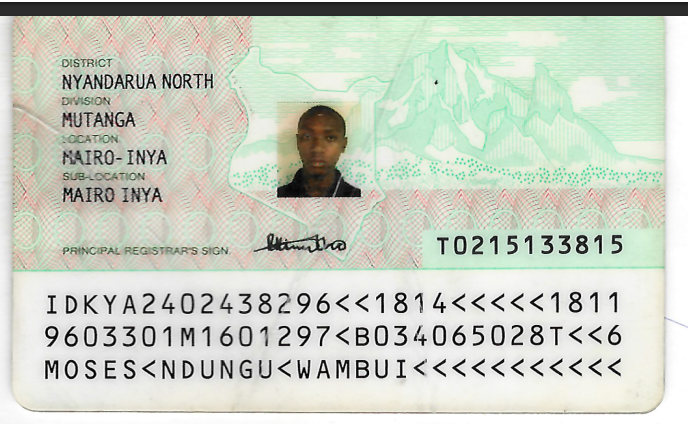 DISTRICT
NYANDARUA NORTH
DIVISION
MUTANGA
LOCATION
MAIRO-INYA
SUB-LOCATION
MAIRO INYA
PRINCIPAL REGISTRAR'S SIGN
T0215133815
IDKYA2402438296<<1814<<<<<1811
9603301M1601297<B034065028T<<6
MOSES<NDUNGU<WAMBUI<<<<<<<<<<<